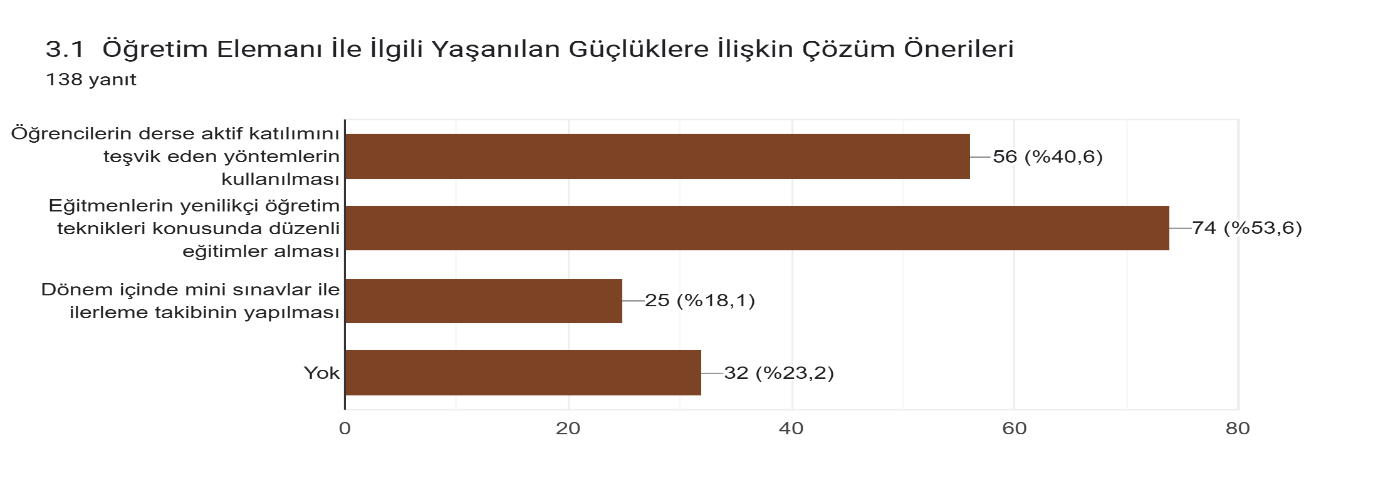 3.1 Öğretim Elemanı İle İlgili Yaşanılan Güçlüklere İlişkin Çözüm Önerileri
138 yanıt
Öğrencilerin derse aktif katılımını
teşvik eden yöntemlerin
kullanılması
56 (%40,6)
Eğitmenlerin yenilikçi öğretim
teknikleri konusunda düzenli
eğitimler alması
74 (%53,6)
Dönem içinde mini sınavlar ile
ilerleme takibinin yapılması
25 (%18,1)
Yok
32 (%23,2)
0 20 40 60 80